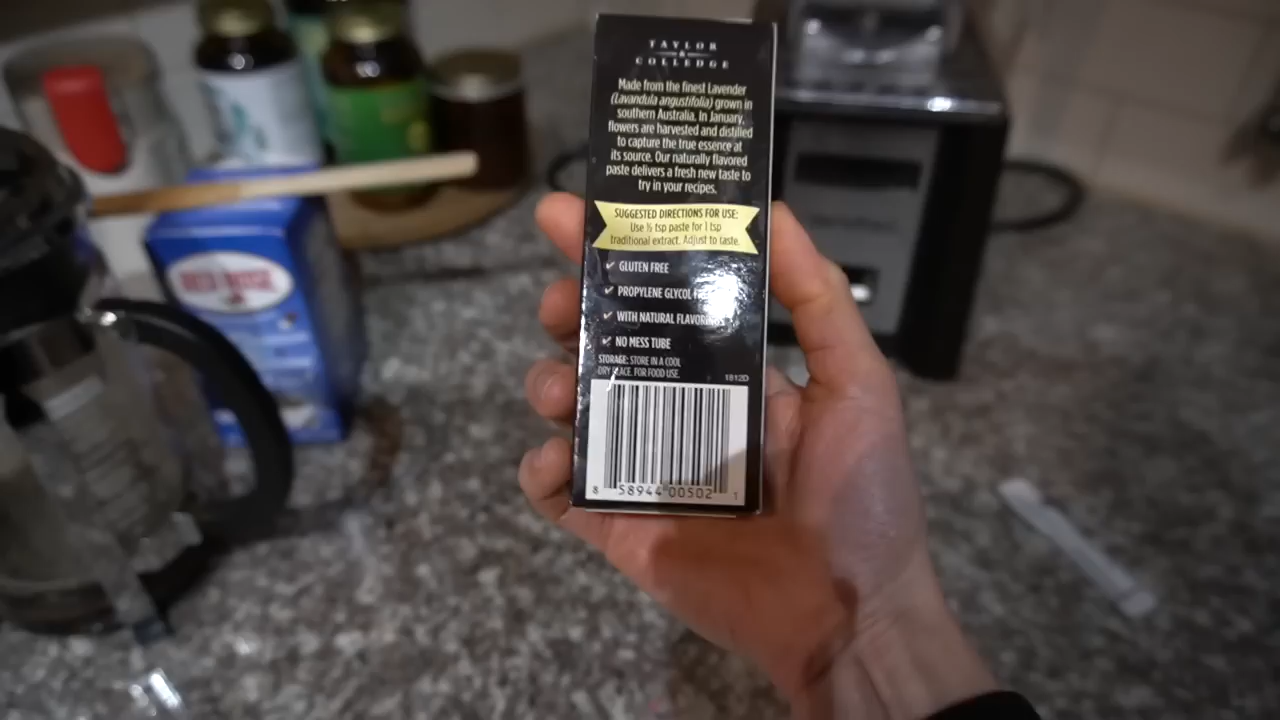 TAYLOR
&
COLLEDGE
Made from the finest Lavender
(Lavandula angustifolia) grown in
southern Australia. In January,
flowers are harvested and distilled
to capture the true essence at
its source. Our naturally flavored
paste delivers a fresh new taste to
try in your recipes.
SUGGESTED DIRECTIONS FOR USE:
Use ½ tsp paste for 1 tsp
traditional extract. Adjust to taste.
✔ GLUTEN FREE
✔ PROPYLENE GLYCOL
✔ WITH NATURAL FLAVORING
✔ NO MESS TUBE
STORAGE: STORE IN A COOL
DRY PLACE. FOR FOOD USE.
1812D
8 58944 00502 1
RED ROSE